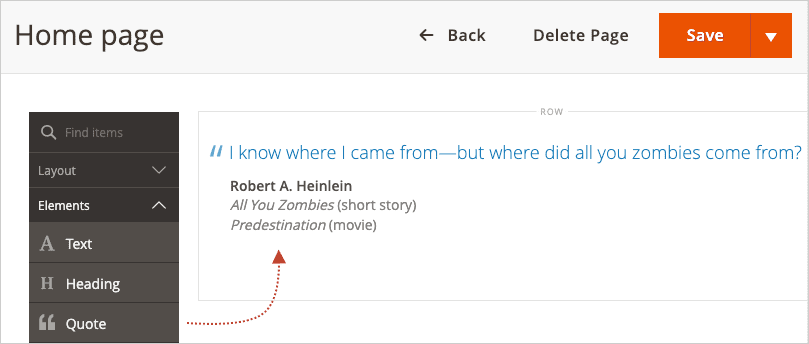 Home page
Back
Delete Page
Save
Find items
Layout
Elements
Text
Heading
Quote
ROW
“ I know where I came from—but where did all you zombies come from?
Robert A. Heinlein
All You Zombies (short story)
Predestination (movie)